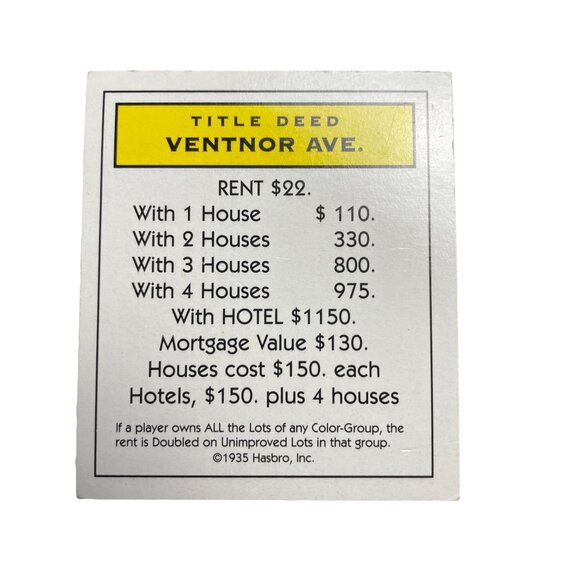 TITLE DEED
VENTNOR AVE.
RENT $22.
With 1 House $ 110.
With 2 Houses 330.
With 3 Houses 800.
With 4 Houses 975.
With HOTEL $1150.
Mortgage Value $130.
Houses cost $150. each
Hotels, $150. plus 4 houses
If a player owns ALL the Lots of any Color-Group, the
rent is Doubled on Unimproved Lots in that group.
©1935 Hasbro, Inc.